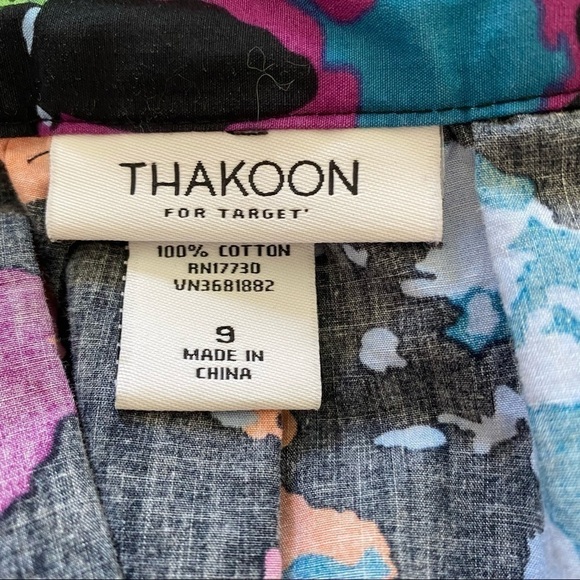 THAKOON
FOR TARGET®
100% COTTON
RN17730
VN3681882
9
MADE IN
CHINA